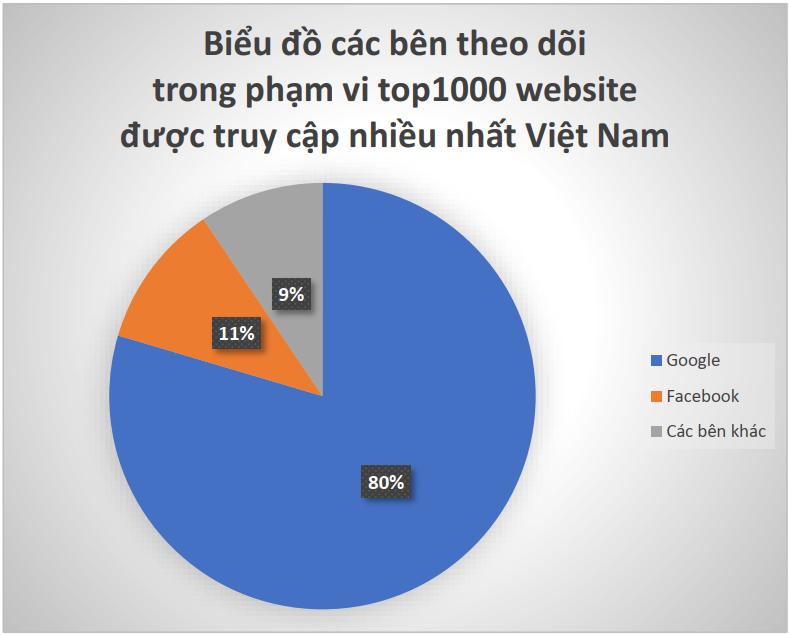 Biểu đồ các bên theo dõi
trong phạm vi top1000 website
được truy cập nhiều nhất Việt Nam
9%
11%
80%
Google
Facebook
Các bên khác